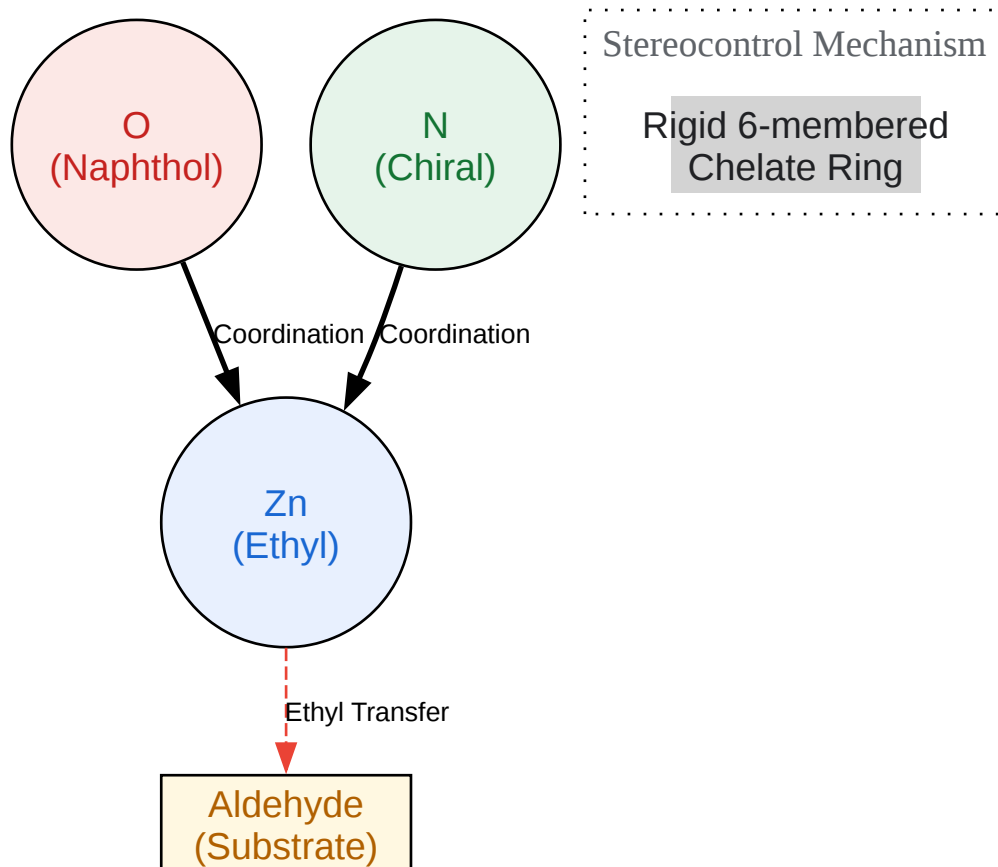 O
(Naphthol)
N
(Chiral)
Stereocontrol Mechanism
Rigid 6-membered
Chelate Ring
Coordination
Coordination
Zn
(Ethyl)
Ethyl Transfer
Aldehyde
(Substrate)